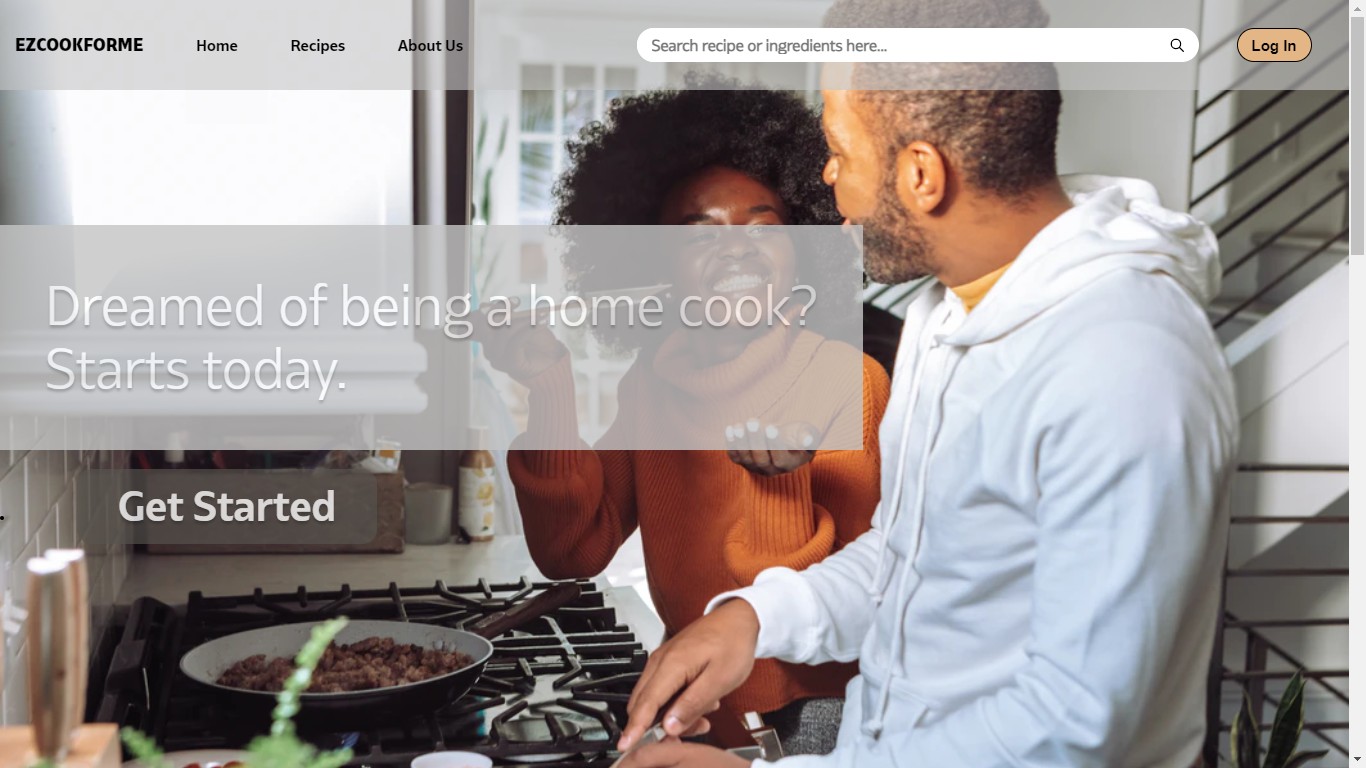 EZCOOKFORME
Home
Recipes
About Us
Search recipe or ingredients here...
Log In
Dreamed of being a home cook?
Starts today.
Get Started